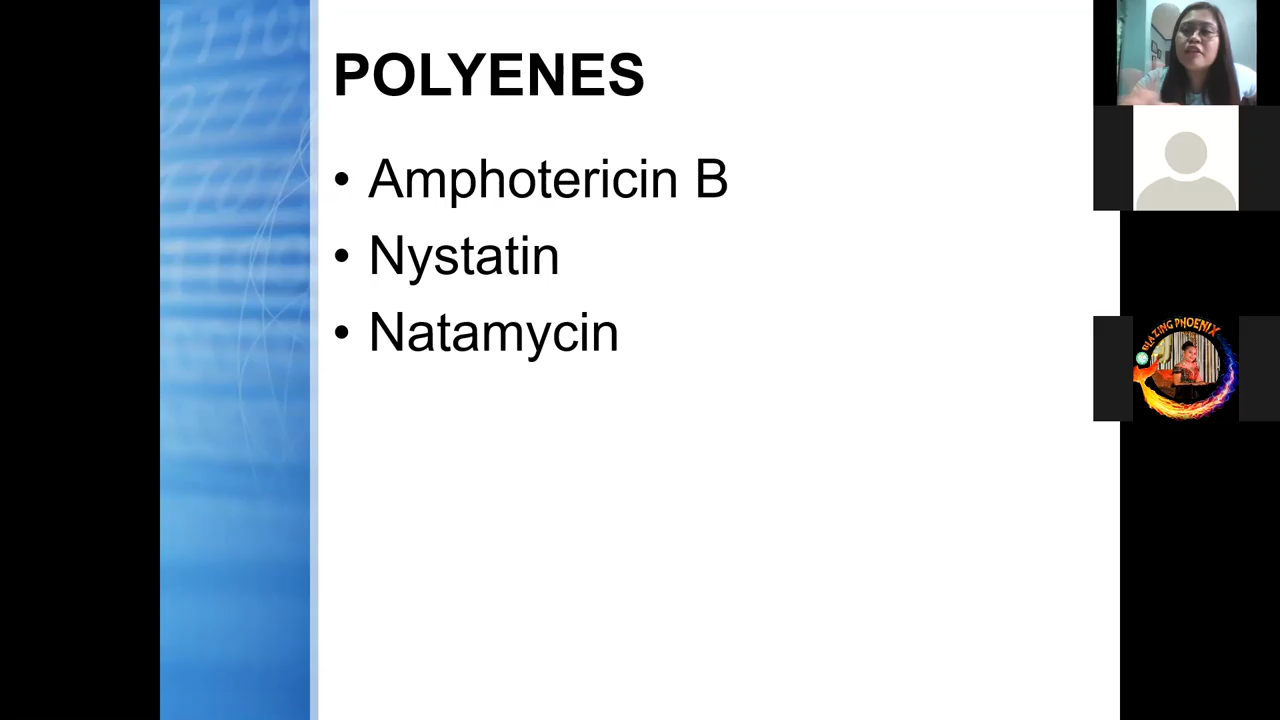 POLYENES
• Amphotericin B
• Nystatin
• Natamycin
BLAZING PHOENIX